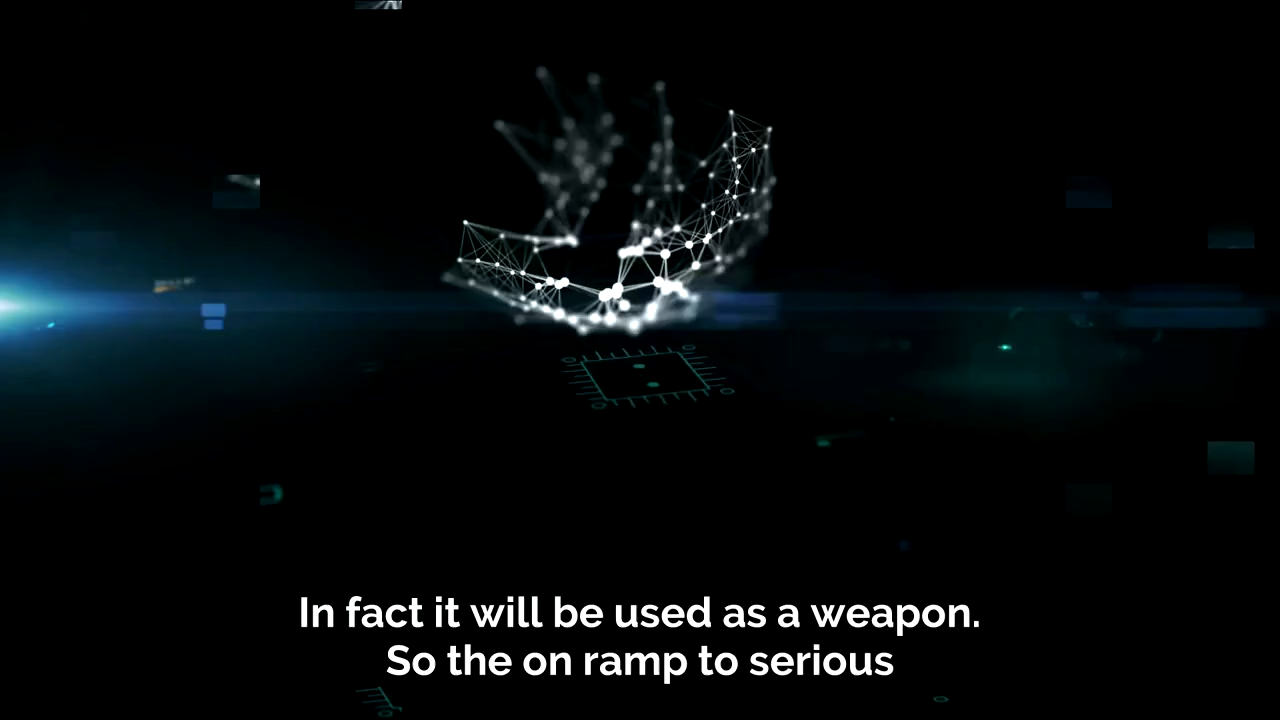 In fact it will be used as a weapon.
So the on ramp to serious